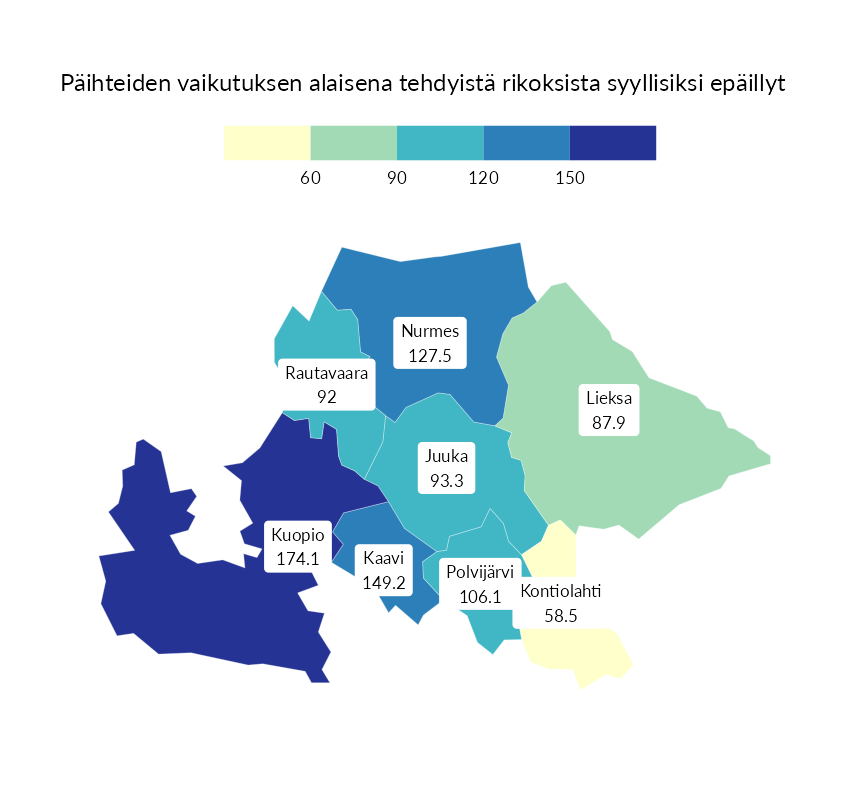 Päihteiden vaikutuksen alaisena tehdyistä rikoksista syyllisiksi epäillyt
60 90 120 150
Nurmes
127.5
Rautavaara
92
Lieksa
87.9
Juuka
93.3
Kuopio
174.1
Kaavi
149.2
Polvijärvi
106.1
Kontiolahti
58.5